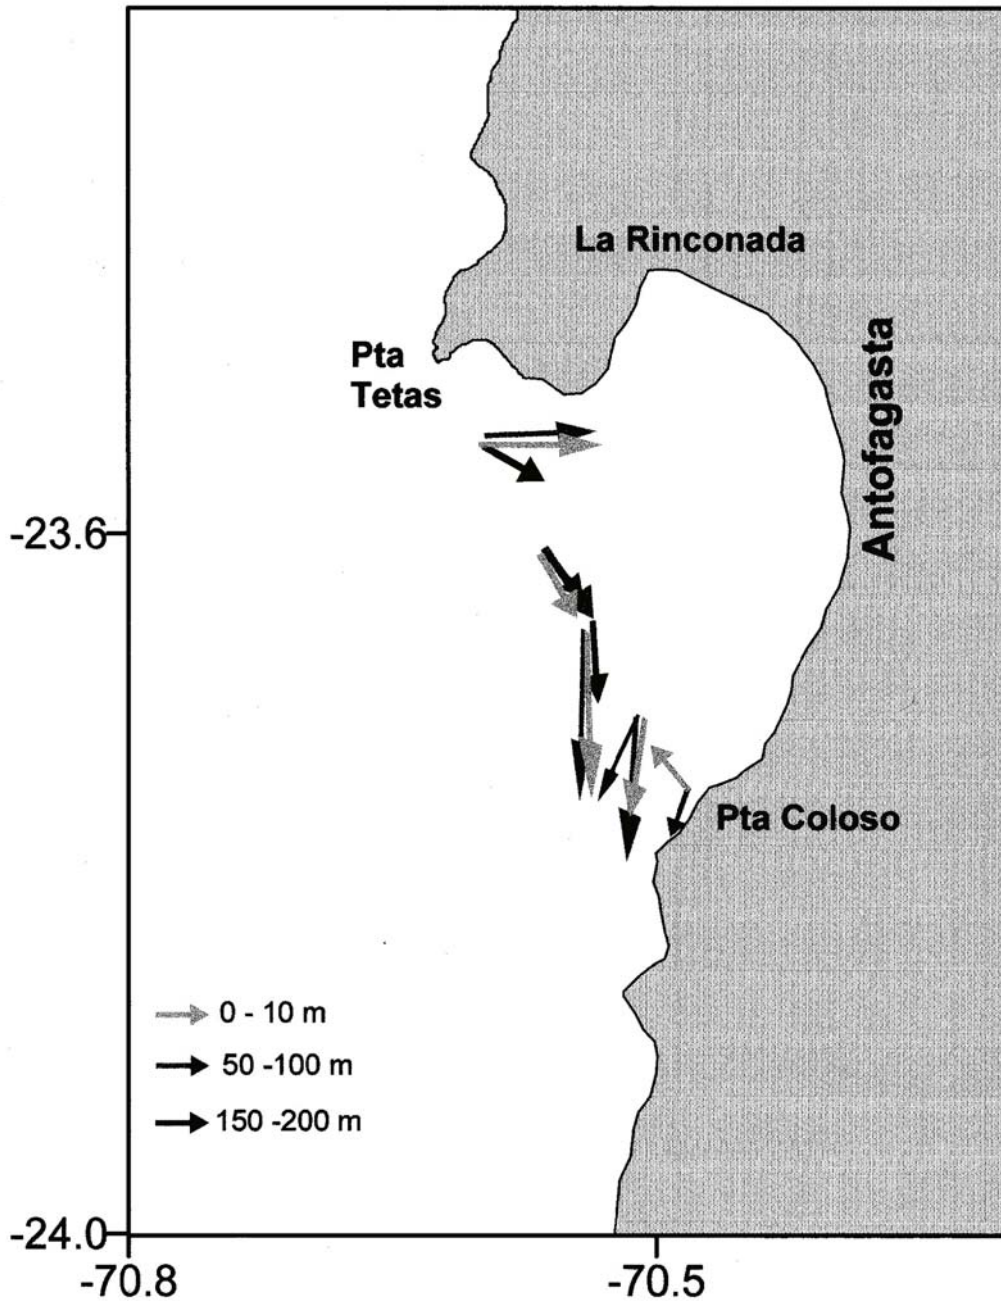 La Rinconada
Pta
Tetas
Antofagasta
-23.6
Pta Coloso
0 - 10 m
50 -100 m
150 -200 m
-24.0
-70.8
-70.5